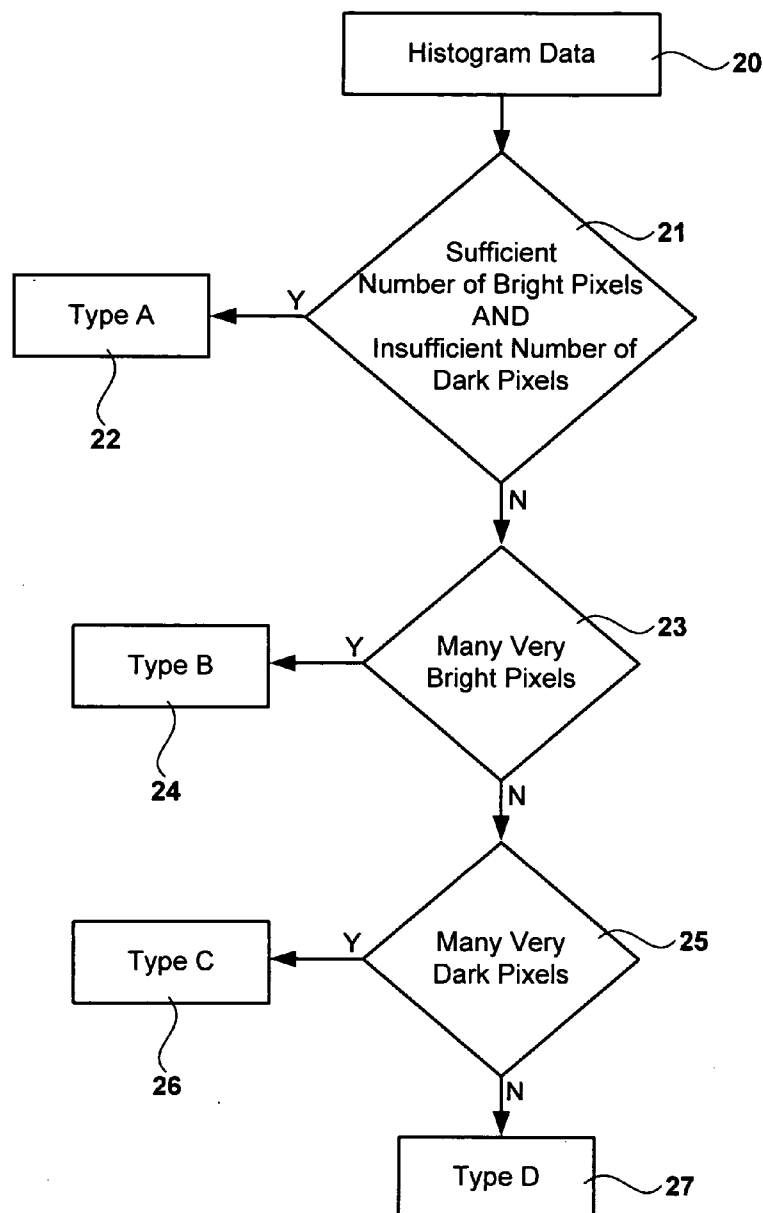 Histogram Data
20
21
Sufficient
Number of Bright Pixels
AND
Insufficient Number of
Dark Pixels
Y
Type A
22
N
23
Many Very
Bright Pixels
Y
Type B
24
N
25
Many Very
Dark Pixels
Y
Type C
26
N
Type D
27